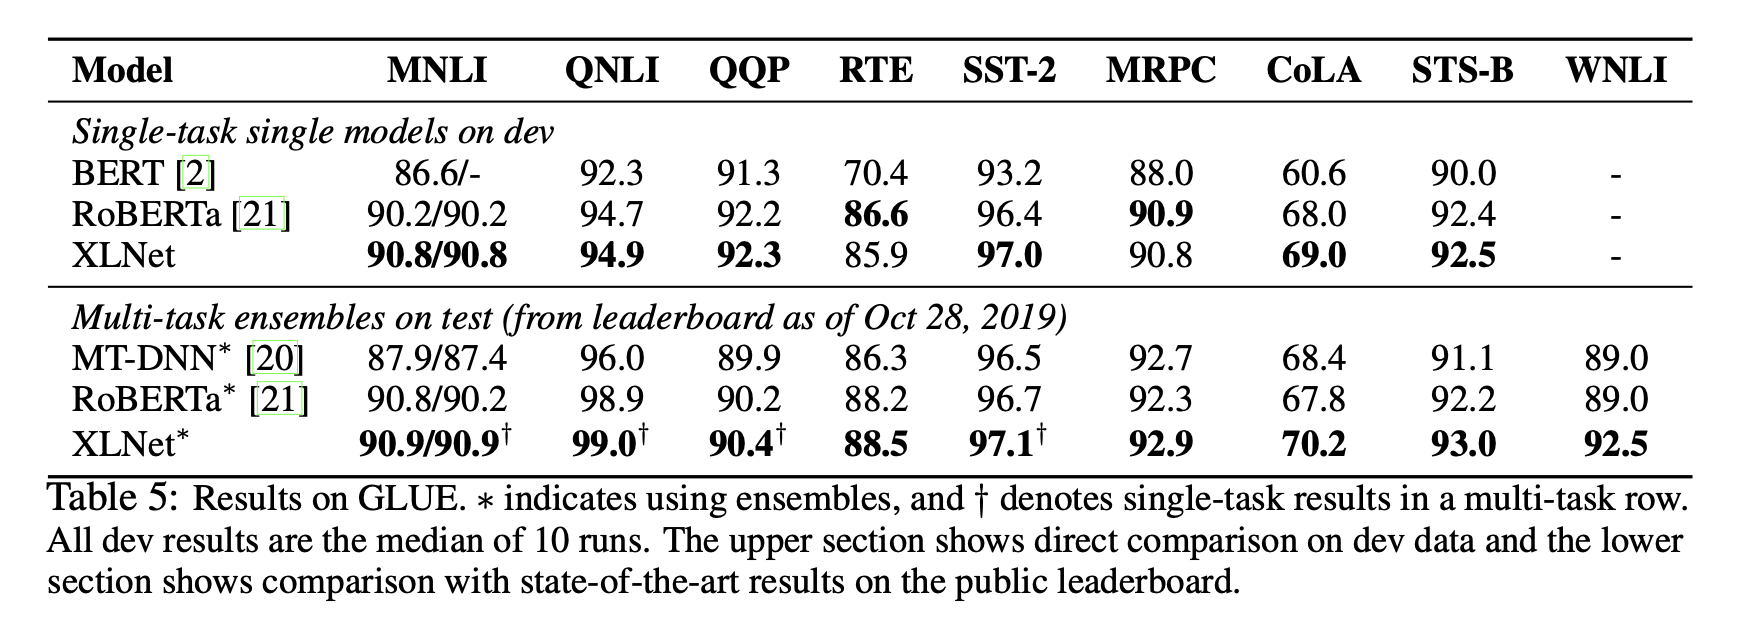 Model MNLI QNLI QQP RTE SST-2 MRPC CoLA STS-B WNLI
Single-task single models on dev
BERT [2] 86.6/- 92.3 91.3 70.4 93.2 88.0 60.6 90.0 -
RoBERTa [21] 90.2/90.2 94.7 92.2 86.6 96.4 90.9 68.0 92.4 -
XLNet 90.8/90.8 94.9 92.3 85.9 97.0 90.8 69.0 92.5 -
Multi-task ensembles on test (from leaderboard as of Oct 28, 2019)
MT-DNN* [20] 87.9/87.4 96.0 89.9 86.3 96.5 92.7 68.4 91.1 89.0
RoBERTa* [21] 90.8/90.2 98.9 90.2 88.2 96.7 92.3 67.8 92.2 89.0
XLNet* 90.9/90.9† 99.0† 90.4† 88.5 97.1† 92.9 70.2 93.0 92.5
Table 5: Results on GLUE. * indicates using ensembles, and † denotes single-task results in a multi-task row.
All dev results are the median of 10 runs. The upper section shows direct comparison on dev data and the lower
section shows comparison with state-of-the-art results on the public leaderboard.